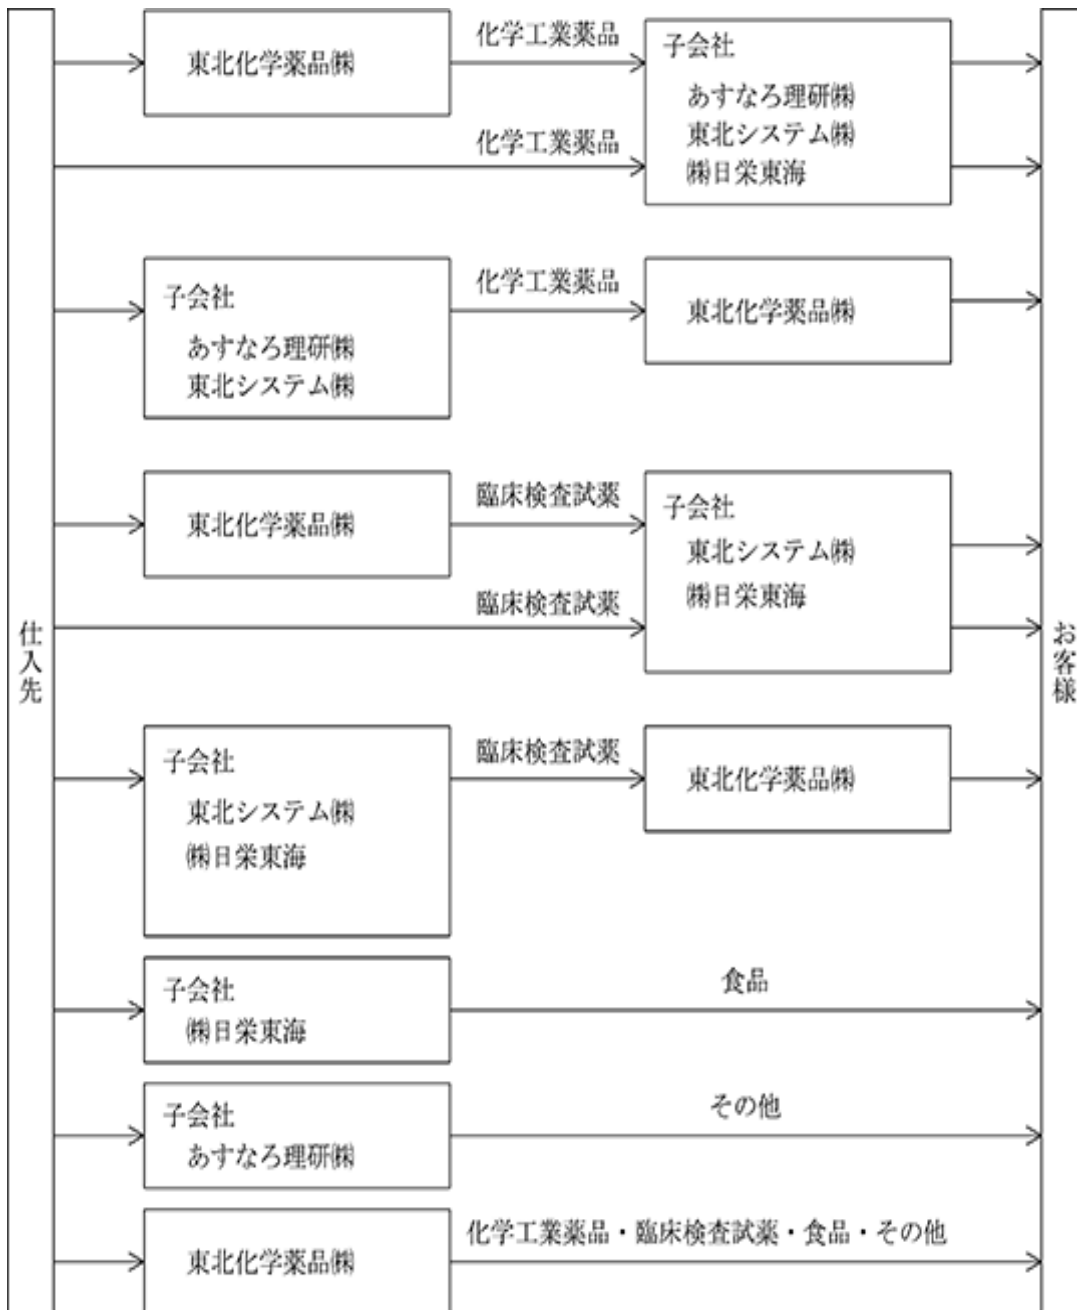 化学工業薬品
東北化学薬品㈱
子会社
あすなろ理研㈱
東北システム㈱
㈱日栄東海
化学工業薬品
子会社
あすなろ理研㈱
東北システム㈱
化学工業薬品
東北化学薬品㈱
東北化学薬品㈱
臨床検査試薬
子会社
東北システム㈱
㈱日栄東海
臨床検査試薬
仕入先
お客様
子会社
東北システム㈱
㈱日栄東海
臨床検査試薬
東北化学薬品㈱
子会社
㈱日栄東海
食品
子会社
あすなろ理研㈱
その他
東北化学薬品㈱
化学工業薬品・臨床検査試薬・食品・その他